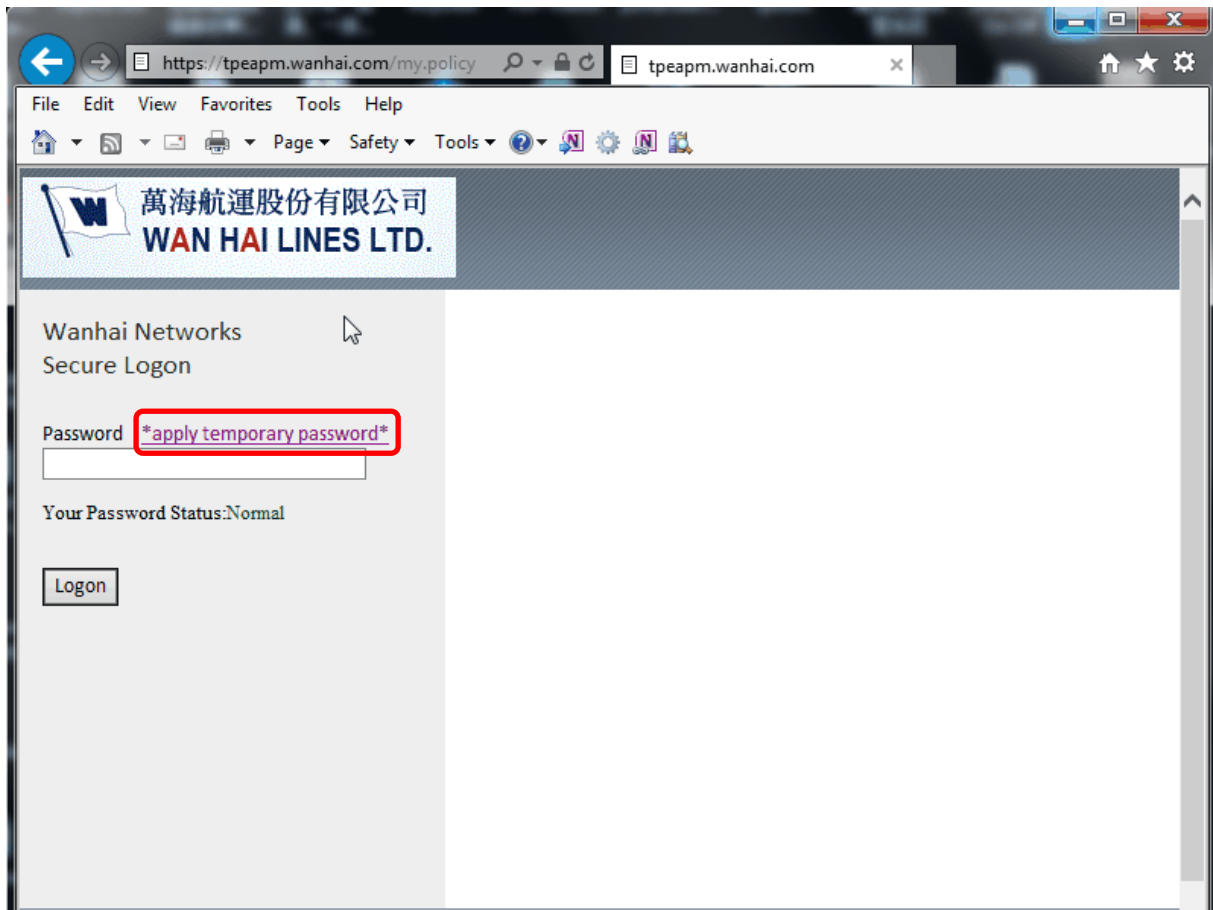 https://tpeapm.wanhai.com/my.policy
tpeapm.wanhai.com
File Edit View Favorites Tools Help
Page Safety Tools
W 萬海航運股份有限公司
WAN HAI LINES LTD.
Wanhai Networks
Secure Logon
Password *apply temporary password*
Your Password Status:Normal
Logon